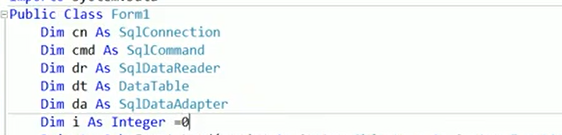 Public Class Form1
Dim cn As SqlConnection
Dim cmd As SqlCommand
Dim dr As SqlDataReader
Dim dt As DataTable
Dim da As SqlDataAdapter
Dim i As Integer =0